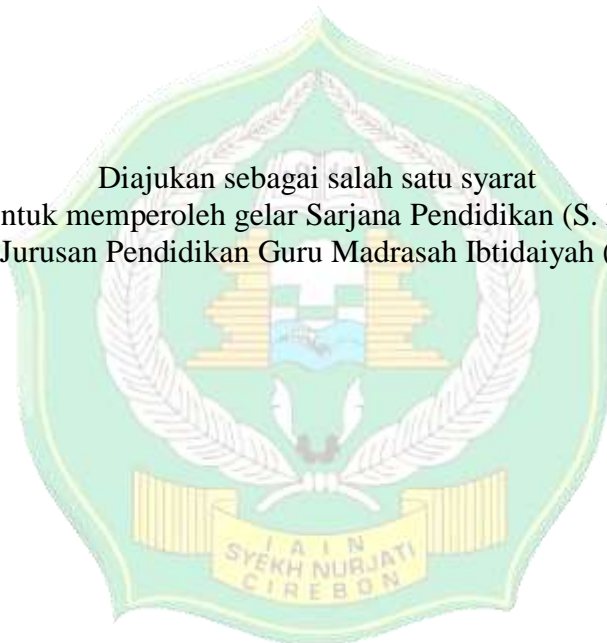 Diajukan sebagai salah satu syarat
ntuk memperoleh gelar Sarjana Pendidikan (S.
Jurusan Pendidikan Guru Madrasah Ibtidaiyah (
I A I N
SYEKH NURJATI
CIREBON